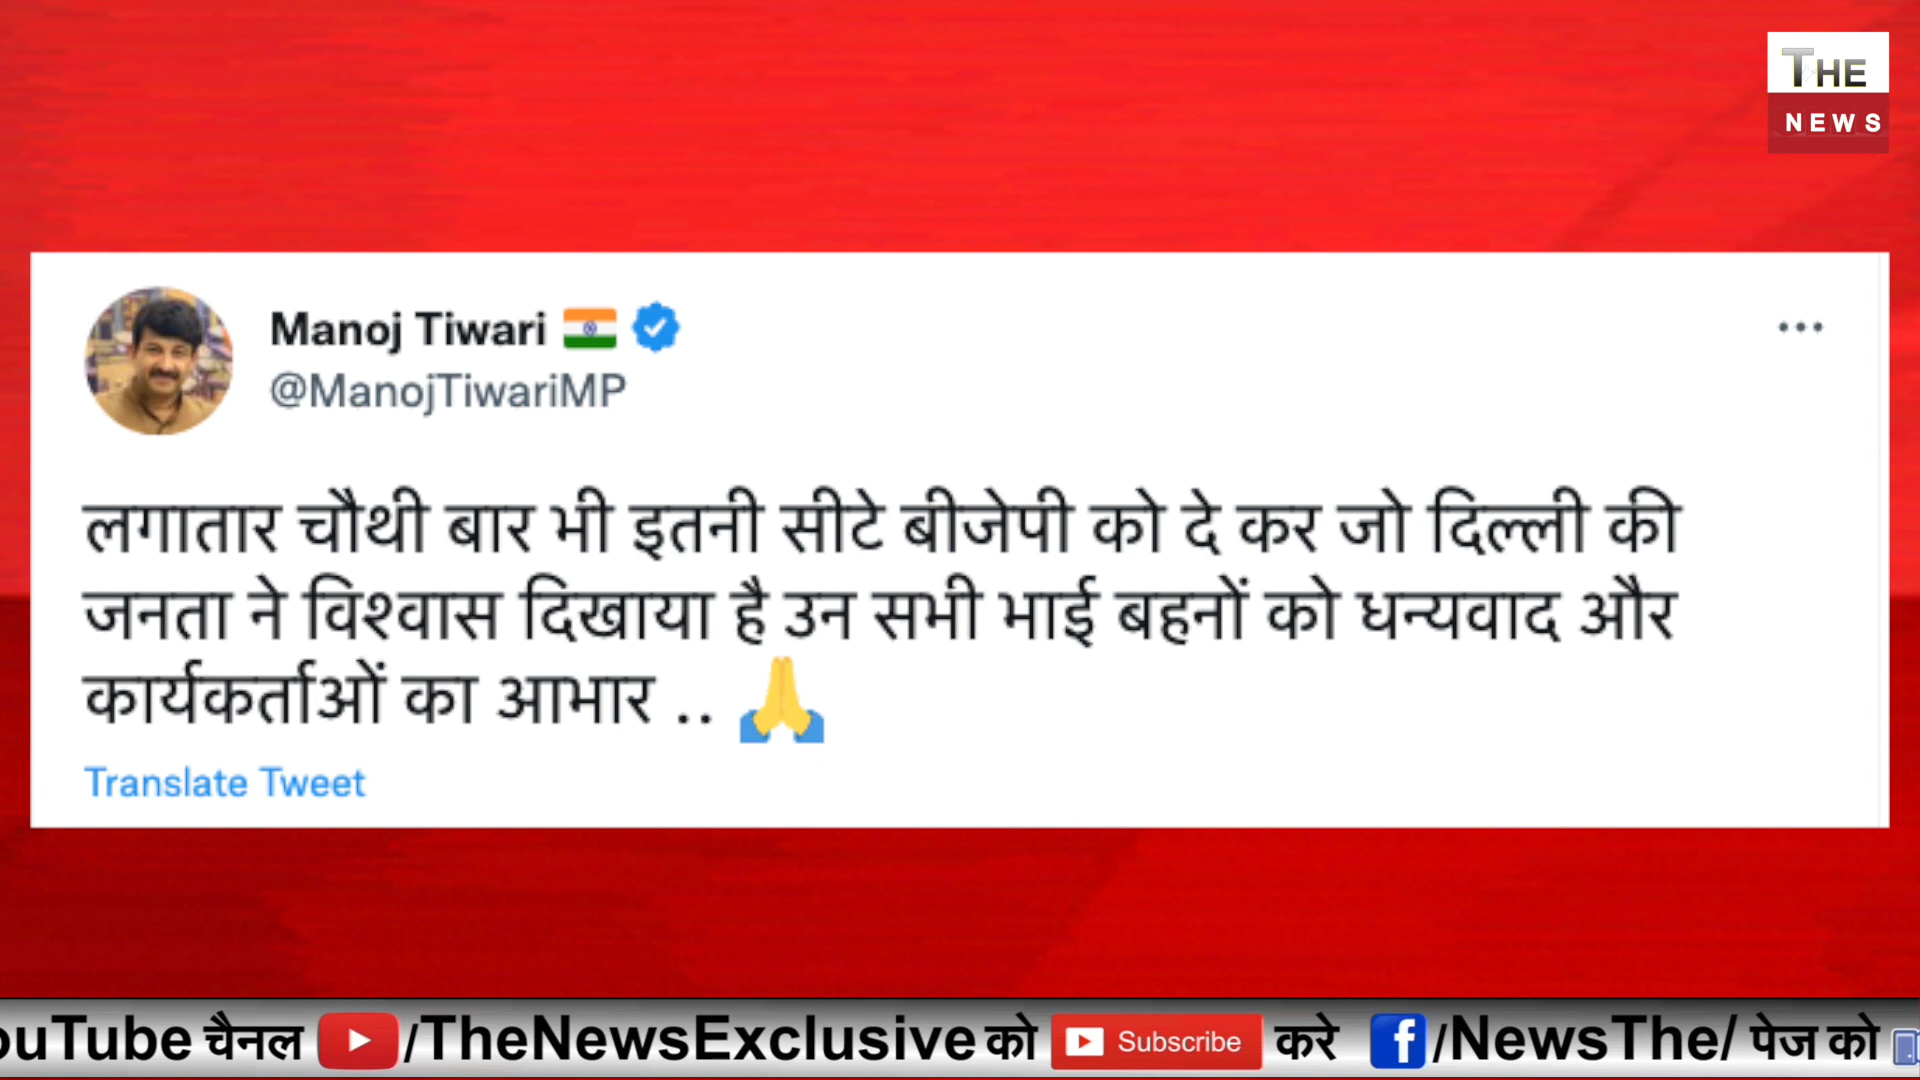 THE
NEWS
Manoj Tiwari
@ManojTiwariMP
लगातार चौथी बार भी इतनी सीटे बीजेपी को दे कर जो दिल्ली की
जनता ने विश्वास दिखाया है उन सभी भाई बहनों को धन्यवाद और
कार्यकर्ताओं का आभार .. 🙏
Translate Tweet
ouTube चैनल /TheNewsExclusive को Subscribe करे f/NewsThe/ पेज को